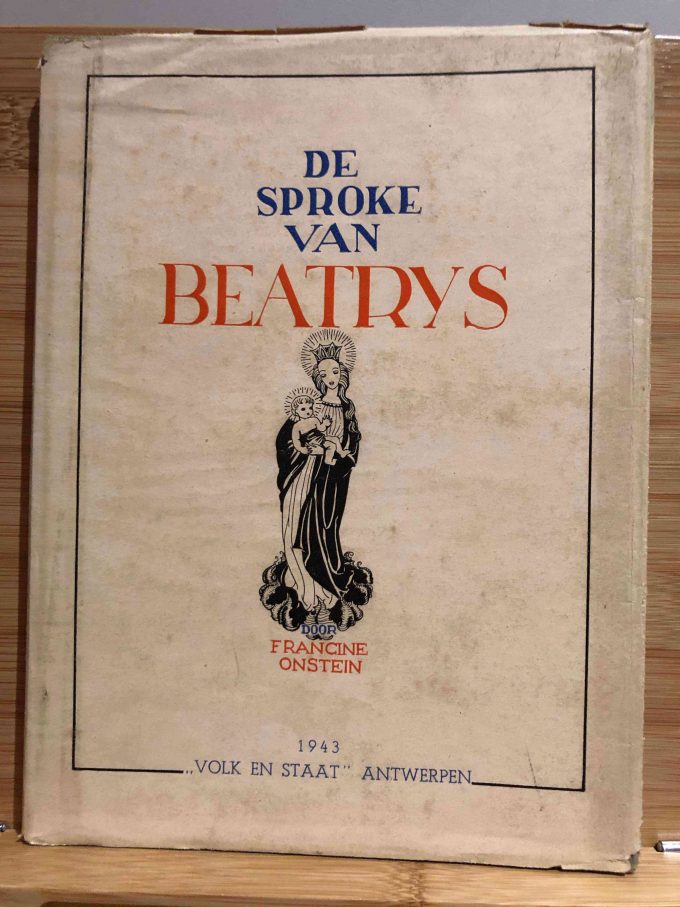 DE
SPROKE
VAN
BEATRYS
DOOR
FRANCINE
ONSTEIN
1943
„VOLK EN STAAT” ANTWERPEN